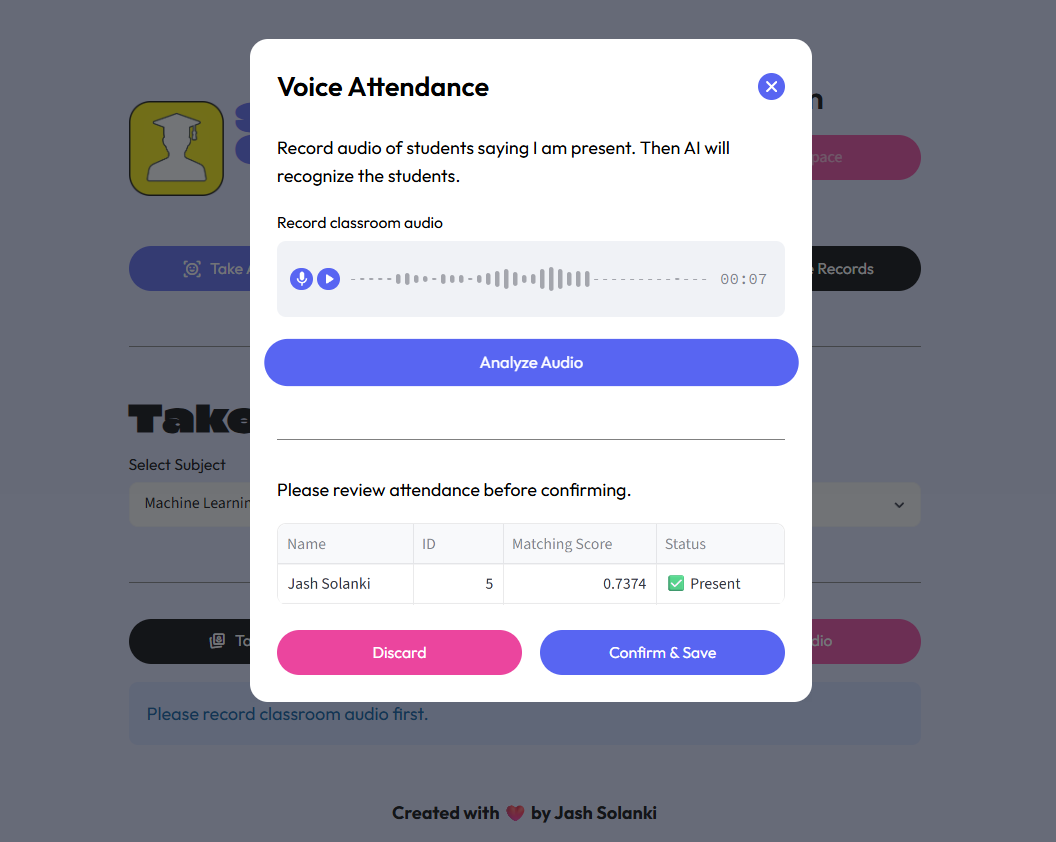 Voice Attendance
Record audio of students saying I am present. Then AI will
recognize the students.
Record classroom audio
00:07
Take
Records
Analyze Audio
Select Subject
Please review attendance before confirming.
Name ID Matching Score Status
Jash Solanki 5 0.7374 ✅ Present
Discard Confirm & Save
Please record classroom audio first.
Created with ❤️ by Jash Solanki